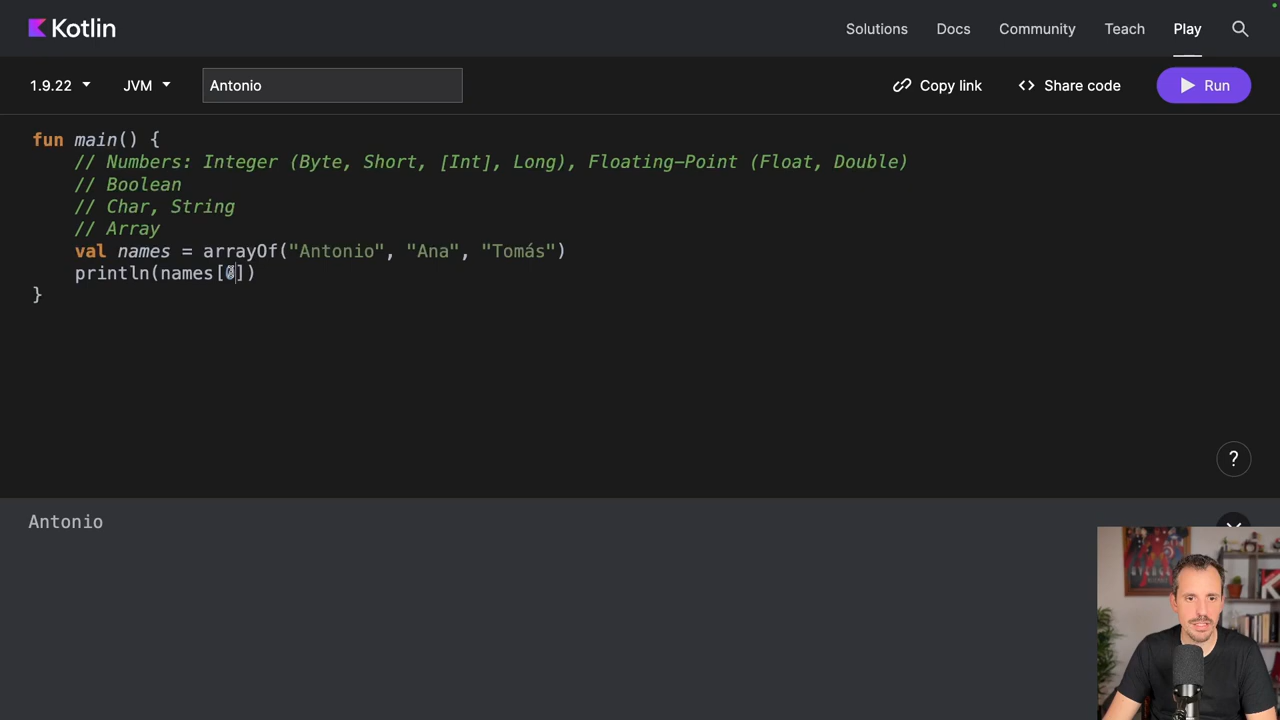 Kotlin
Solutions Docs Community Teach Play
1.9.22 JVM Antonio Copy link Share code Run
fun main() {
// Numbers: Integer (Byte, Short, [Int], Long), Floating-Point (Float, Double)
// Boolean
// Char, String
// Array
val names = arrayOf("Antonio", "Ana", "Tomás")
println(names[])
}
?
Antonio